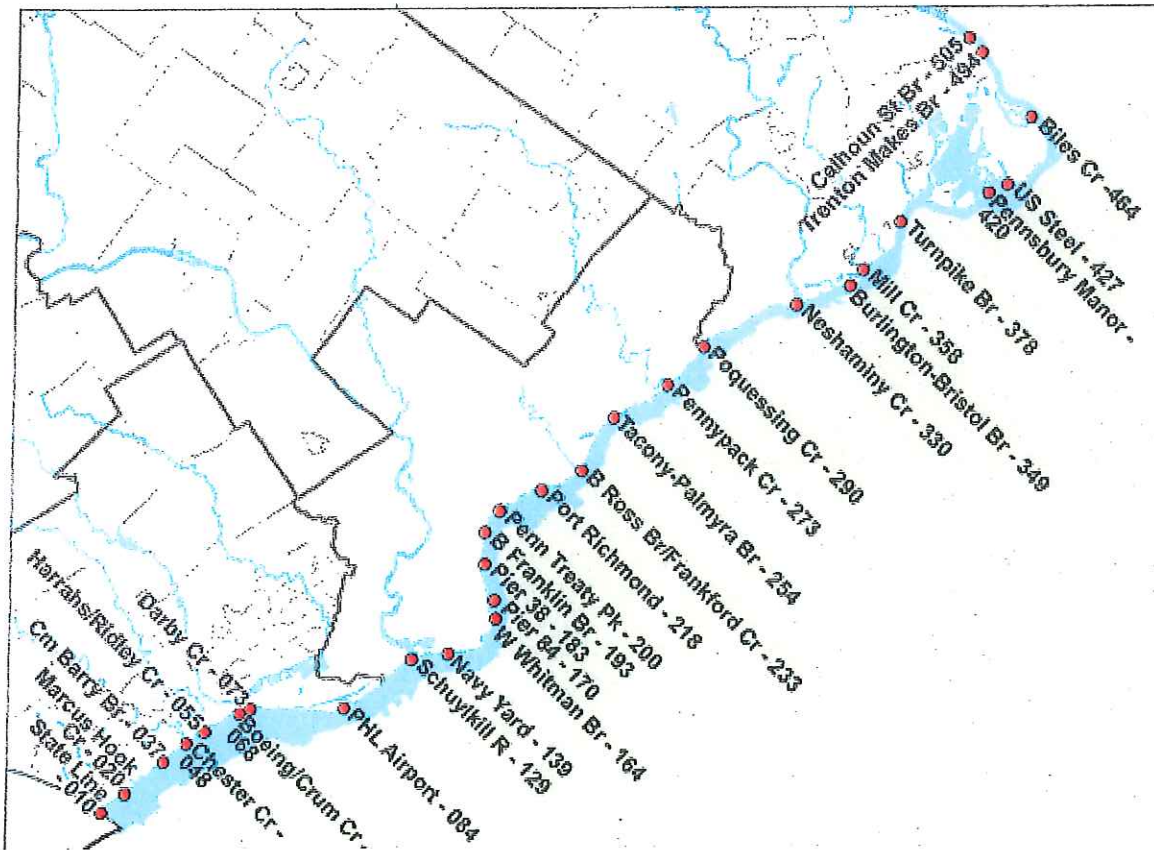 Calhoun St Br - 505
Trenton Makes Br - 494
Biles Cr -464
US Steel - 427
Pennsbury Manor -
420
Turnpike Br - 378
Mill Cr - 358
Burlington-Bristol Br - 349
Neshaminy Cr - 330
Poquessing Cr - 290
Pennypack Cr - 273
Tacony-Palmyra Br - 254
B Ross Br/Frankford Cr - 233
Port Richmond - 218
Penn Treaty Pk - 200
B Franklin Br - 193
Pier 38 - 183
Pier 84 - 170
W Whitman Br - 164
Navy Yard - 139
Schuylkill R - 129
PHL Airport - 084
Darby Cr - 073
Boeing/Crum Cr -
068
Harrahs/Ridley Cr - 055
Chester Cr -
048
Cm Barry Br - 037
Marcus Hook
Cr - 020
State Line
- 010